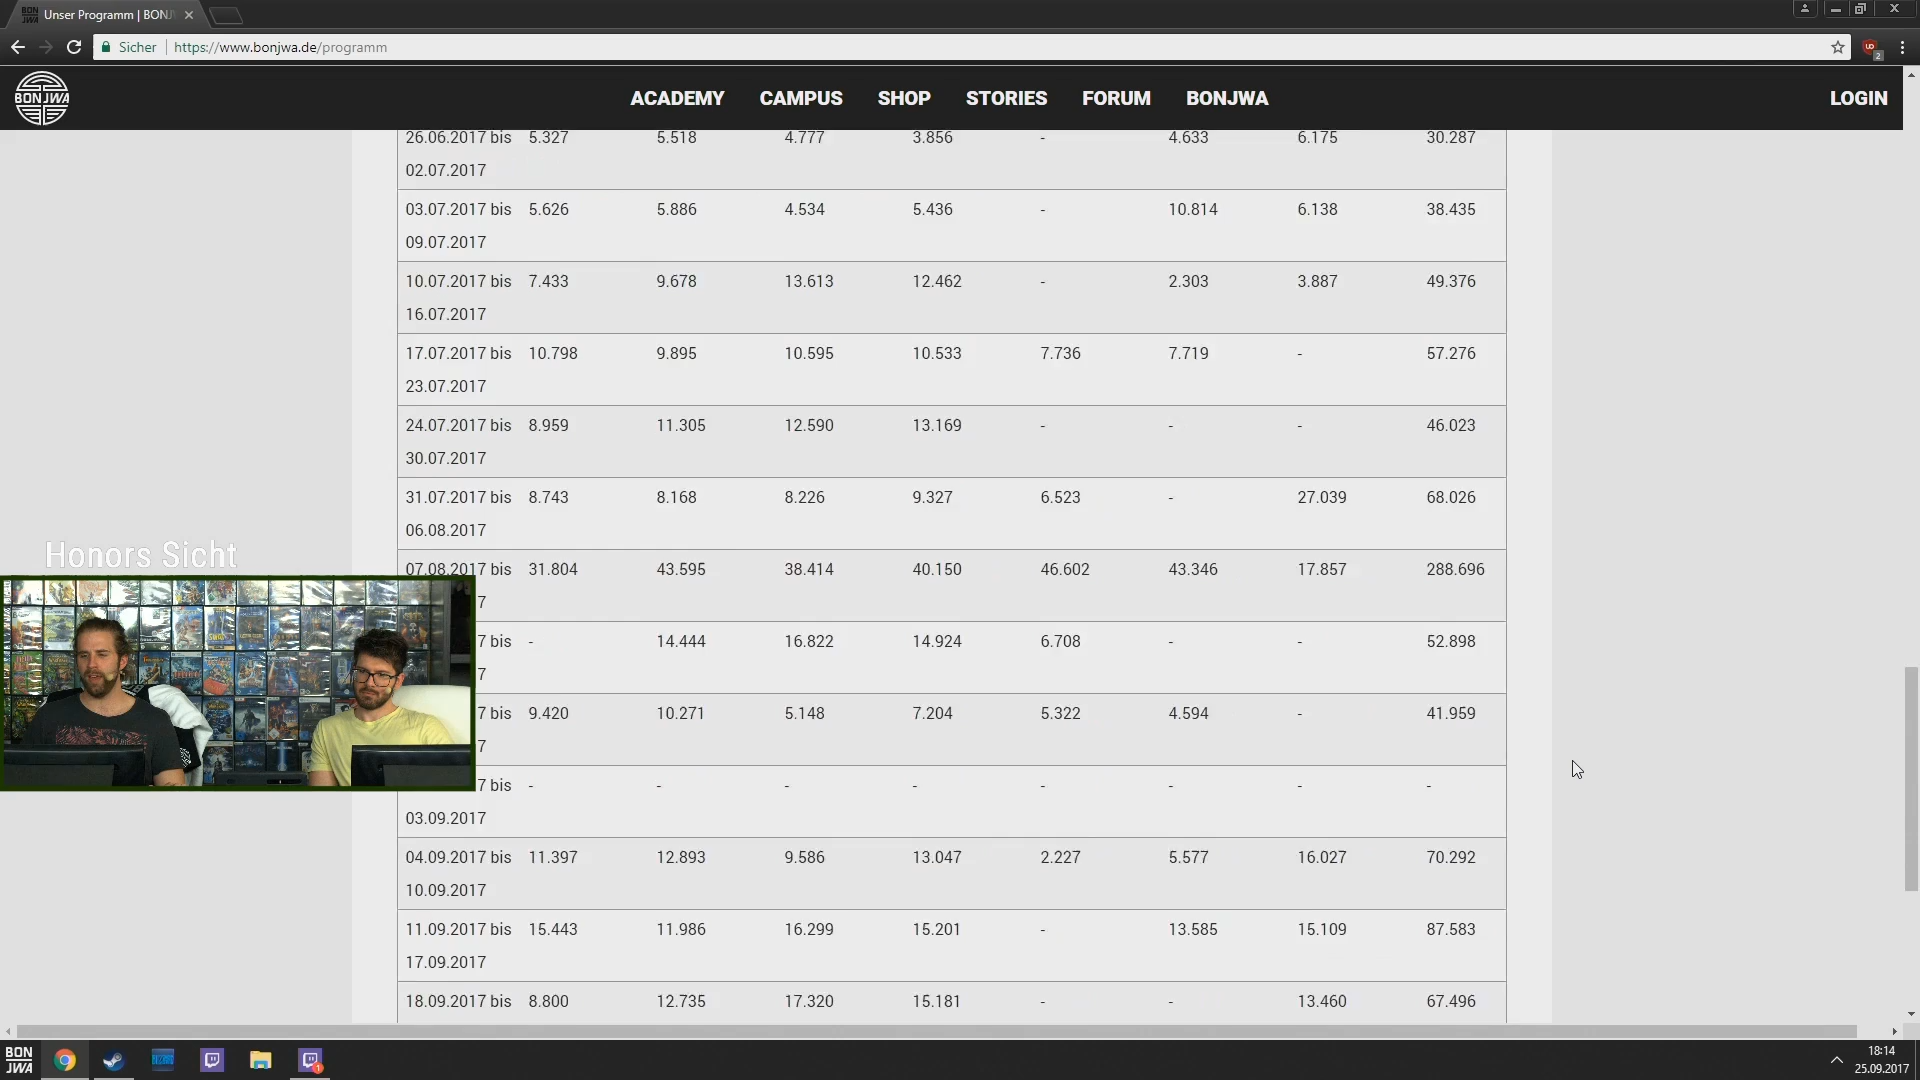 Unser Programm | BONJ
Sicher https://www.bonjwa.de/programm
BONJWA ACADEMY CAMPUS SHOP STORIES FORUM BONJWA LOGIN
26.06.2017 bis 5.327 5.518 4.777 3.856 - 4.633 6.175 30.287
02.07.2017
03.07.2017 bis 5.626 5.886 4.534 5.436 - 10.814 6.138 38.435
09.07.2017
10.07.2017 bis 7.433 9.678 13.613 12.462 - 2.303 3.887 49.376
16.07.2017
17.07.2017 bis 10.798 9.895 10.595 10.533 7.736 7.719 - 57.276
23.07.2017
24.07.2017 bis 8.959 11.305 12.590 13.169 - - - 46.023
30.07.2017
31.07.2017 bis 8.743 8.168 8.226 9.327 6.523 - 27.039 68.026
06.08.2017
Honors Sicht
07.08.2017 bis 31.804 43.595 38.414 40.150 46.602 43.346 17.857 288.696
7
7 bis - 14.444 16.822 14.924 6.708 - - 52.898
7
7 bis 9.420 10.271 5.148 7.204 5.322 4.594 - 41.959
7
7 bis - - - - - - - -
03.09.2017
04.09.2017 bis 11.397 12.893 9.586 13.047 2.227 5.577 16.027 70.292
10.09.2017
11.09.2017 bis 15.443 11.986 16.299 15.201 - 13.585 15.109 87.583
17.09.2017
18.09.2017 bis 8.800 12.735 17.320 15.181 - - 13.460 67.496
BON
JWA
18:14
25.09.2017